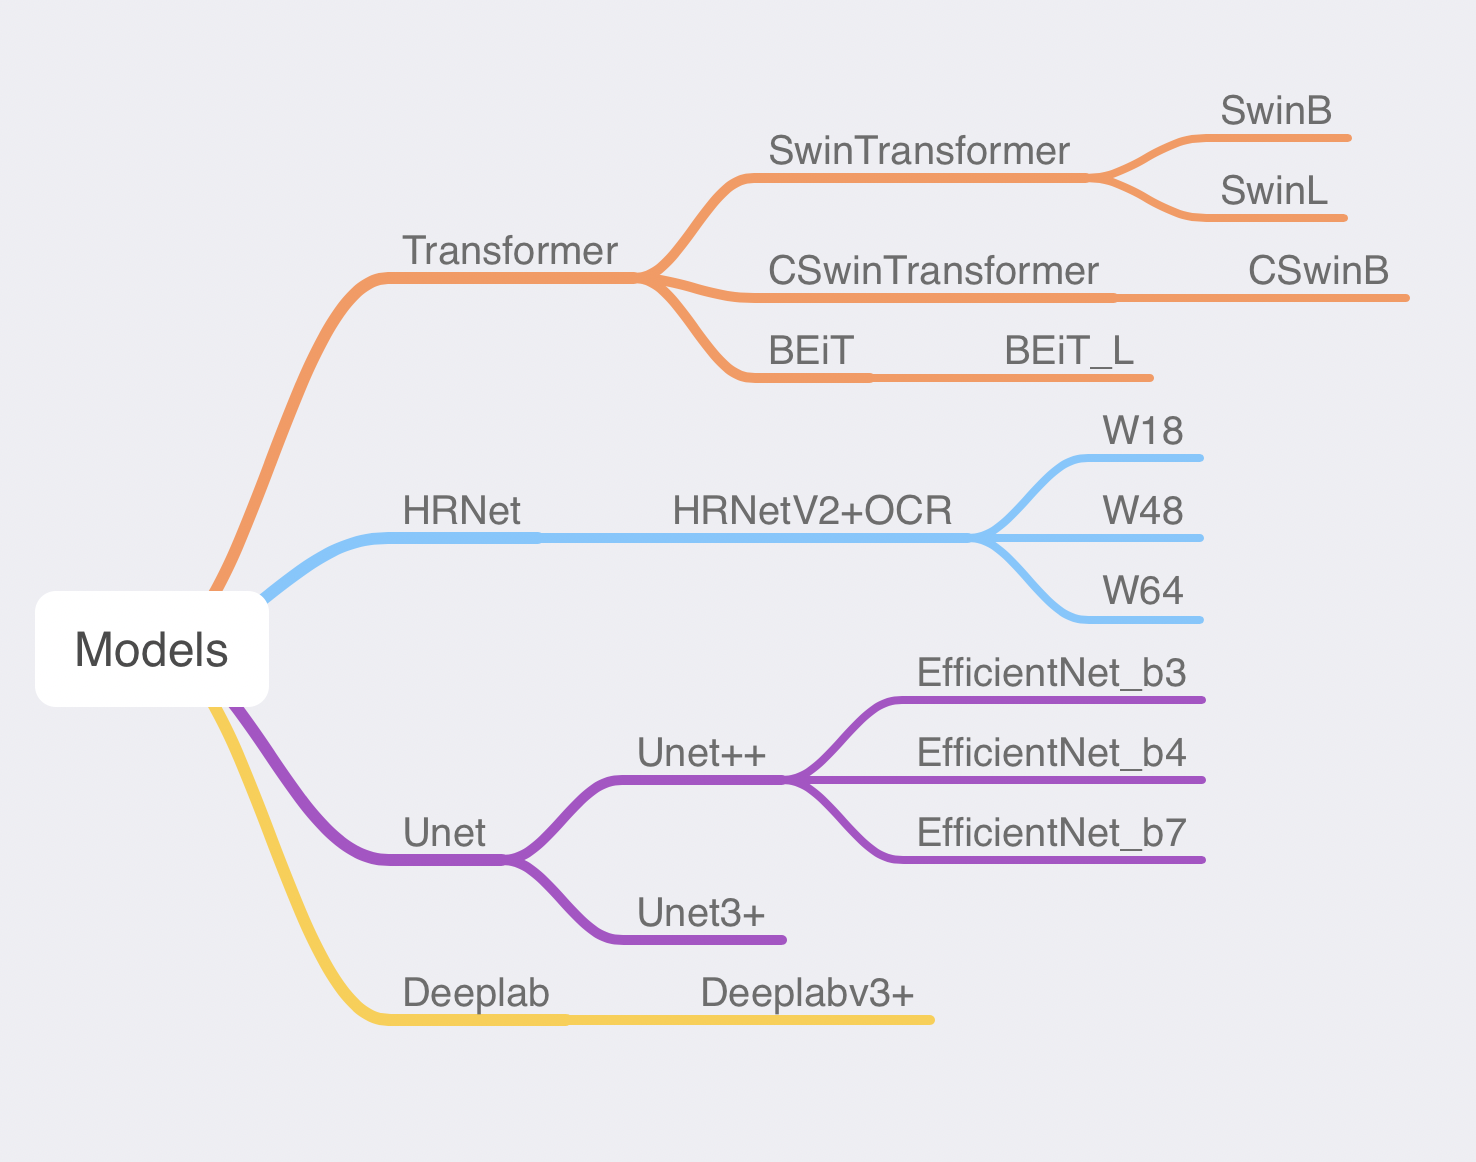 Models
Transformer
SwinTransformer
SwinB
SwinL
CSwinTransformer
CSwinB
BEiT
BEiT_L
HRNet
HRNetV2+OCR
W18
W48
W64
Unet
Unet++
EfficientNet_b3
EfficientNet_b4
EfficientNet_b7
Unet3+
Deeplab
Deeplabv3+